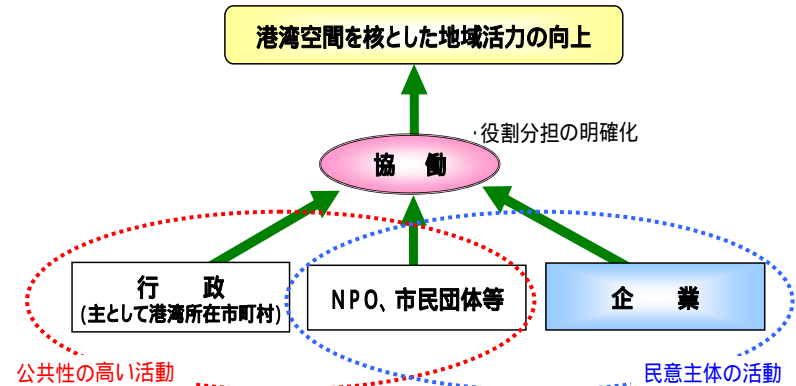 港湾空間を核とした地域活力の向上
・役割分担の明確化
協 働
行 政
(主として港湾所在市町村)
NPO、市民団体等
企 業
公共性の高い活動
民意主体の活動